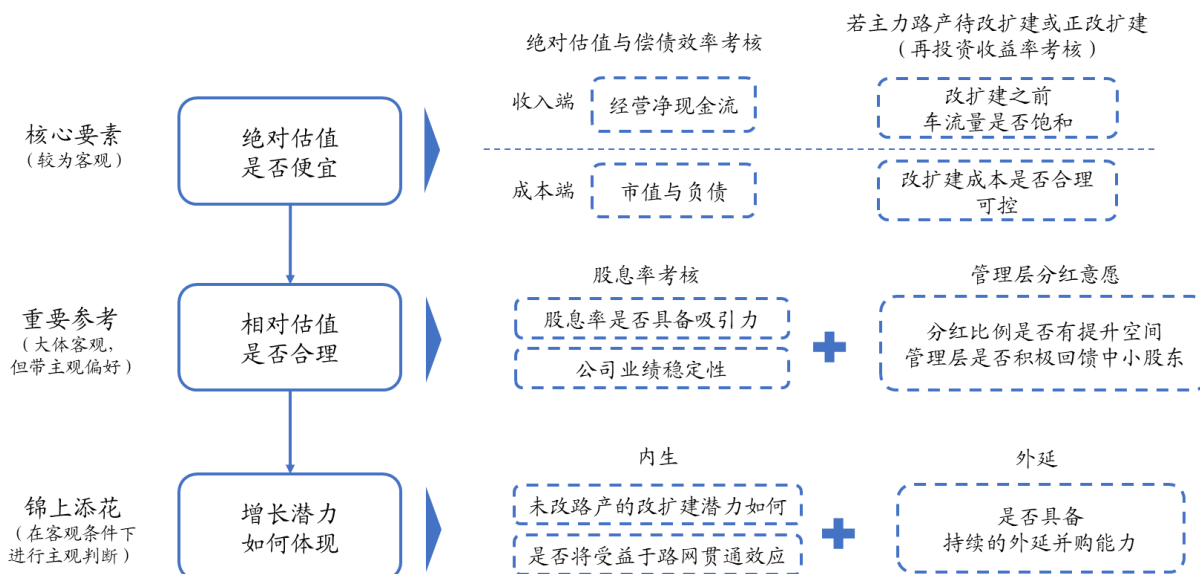 绝对估值与偿债效率考核
若主力路产待改扩建或正改扩建
（再投资收益率考核）
核心要素
（较为客观）
绝对估值
是否便宜
收入端
经营净现金流
改扩建之前
车流量是否饱和
成本端
市值与负债
改扩建成本是否合理
可控
重要参考
（大体客观，
但带主观偏好）
相对估值
是否合理
股息率考核
股息率是否具备吸引力
公司业绩稳定性
管理层分红意愿
分红比例是否有提升空间
管理层是否积极回馈中小股东
锦上添花
（在客观条件下
进行主观判断）
增长潜力
如何体现
内生
未改路产的改扩建潜力如何
是否将受益于路网贯通效应
外延
是否具备
持续的外延并购能力